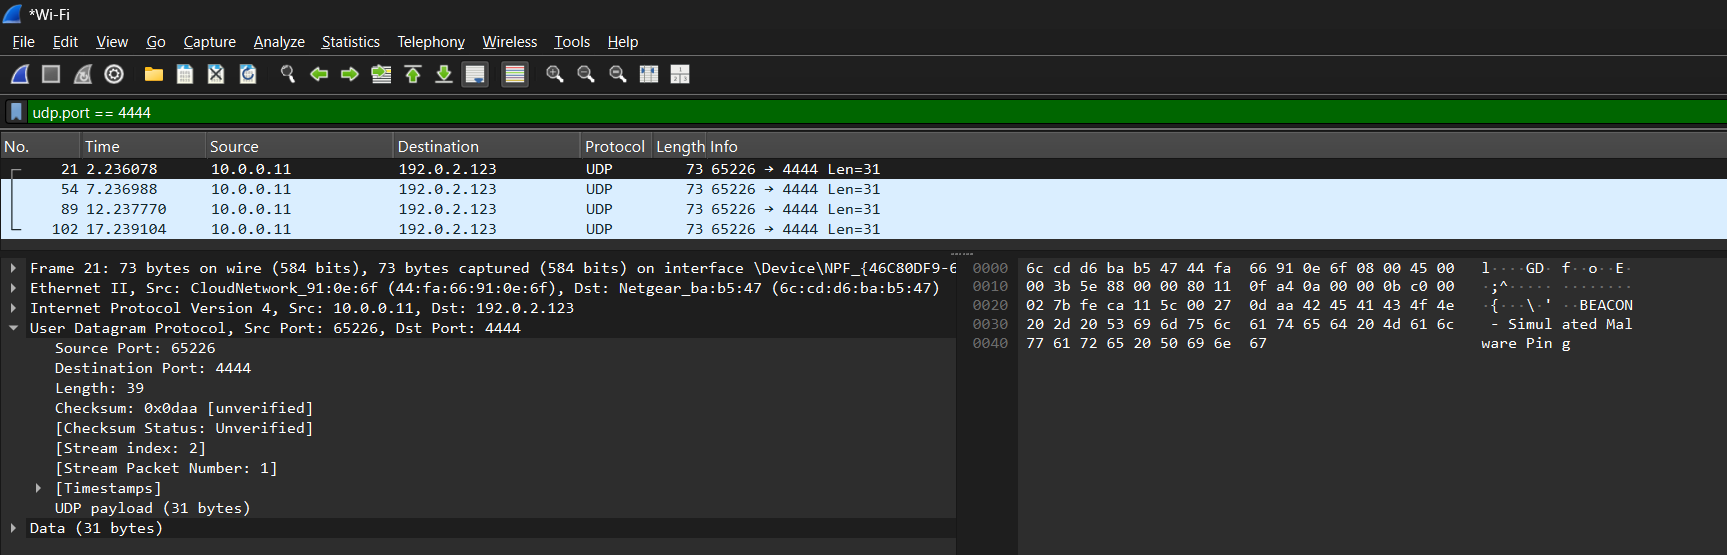 *Wi-Fi
File Edit View Go Capture Analyze Statistics Telephony Wireless Tools Help
udp.port == 4444
No. Time Source Destination Protocol Length Info
21 2.236078 10.0.0.11 192.0.2.123 UDP 73 65226 → 4444 Len=31
54 7.236988 10.0.0.11 192.0.2.123 UDP 73 65226 → 4444 Len=31
89 12.237770 10.0.0.11 192.0.2.123 UDP 73 65226 → 4444 Len=31
102 17.239104 10.0.0.11 192.0.2.123 UDP 73 65226 → 4444 Len=31
Frame 21: 73 bytes on wire (584 bits), 73 bytes captured (584 bits) on interface \Device\NPF_{46C80DF9-6
Ethernet II, Src: CloudNetwork_91:0e:6f (44:fa:66:91:0e:6f), Dst: Netgear_ba:b5:47 (6c:cd:d6:ba:b5:47)
Internet Protocol Version 4, Src: 10.0.0.11, Dst: 192.0.2.123
User Datagram Protocol, Src Port: 65226, Dst Port: 4444
Source Port: 65226
Destination Port: 4444
Length: 39
Checksum: 0x0daa [unverified]
[Checksum Status: Unverified]
[Stream index: 2]
[Stream Packet Number: 1]
[Timestamps]
UDP payload (31 bytes)
Data (31 bytes)
0000 6c cd d6 ba b5 47 44 fa 66 91 0e 6f 08 00 45 00 l····GD· f··o··E·
0010 00 3b 5e 88 00 00 80 11 0f a4 0a 00 00 0b c0 00 ·;^····· ········
0020 02 7b fe ca 11 5c 00 27 0d aa 42 45 41 43 4f 4e ·{···\·' ··BEACON
0030 20 2d 20 53 69 6d 75 6c 61 74 65 64 20 4d 61 6c - Simul ated Mal
0040 77 61 72 65 20 50 69 6e 67 ware Pin g